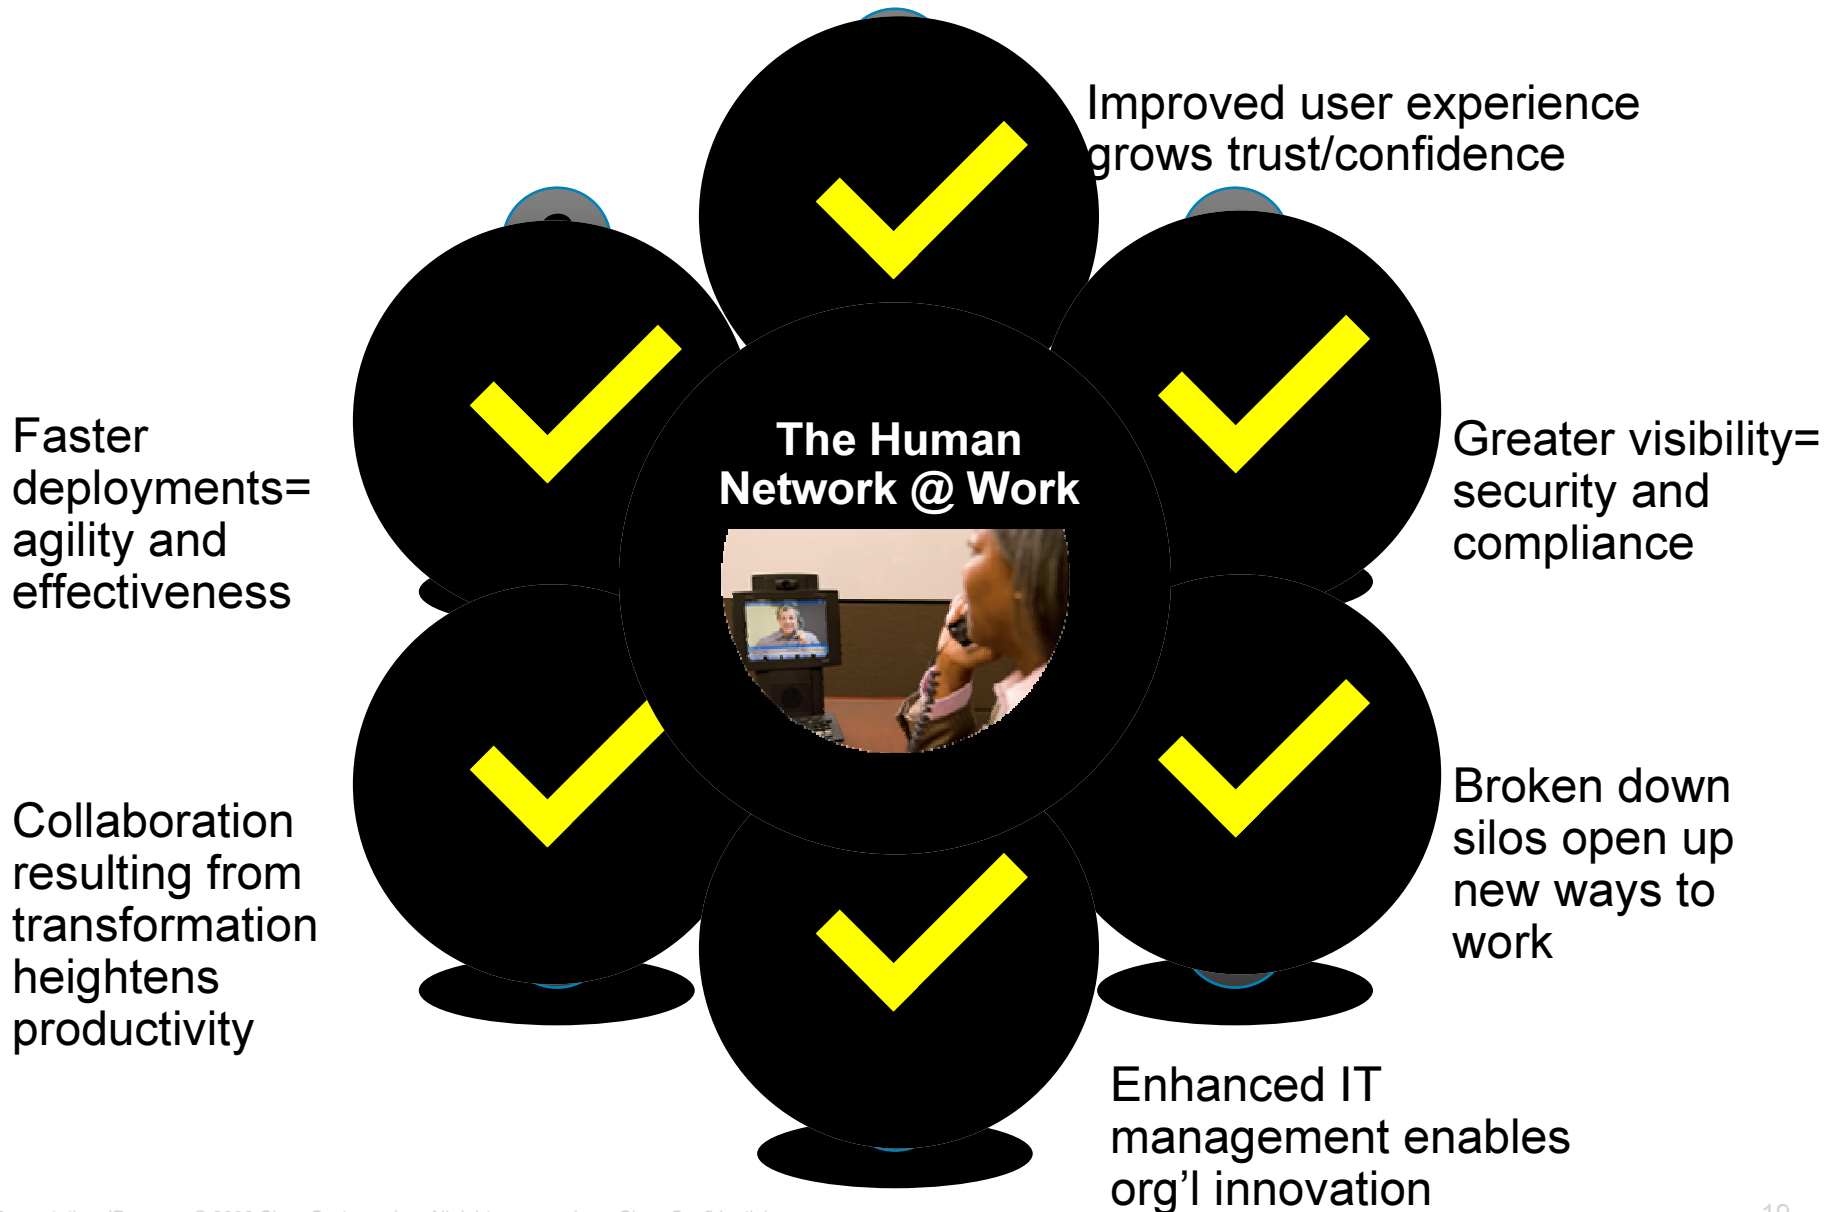 Improved user experience
grows trust/confidence
Faster
deployments=
agility and
effectiveness
The Human
Network @ Work
Greater visibility=
security and
compliance
Collaboration
resulting from
transformation
heightens
productivity
Broken down
silos open up
new ways to
work
Enhanced IT
management enables
org’l innovation